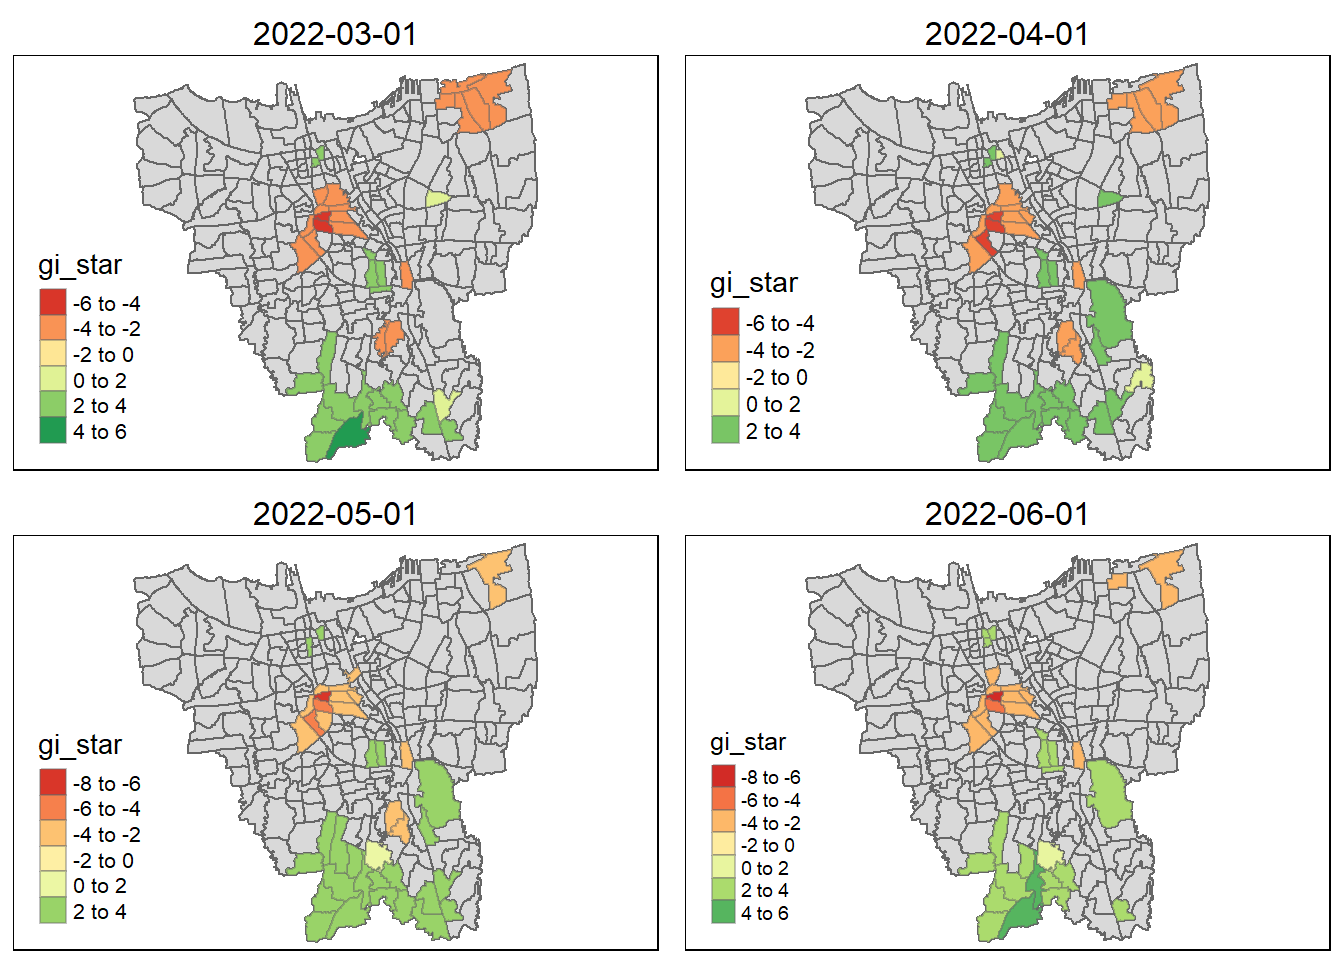 2022-03-01
gi_star
-6 to -4
-4 to -2
-2 to 0
0 to 2
2 to 4
4 to 6
2022-04-01
gi_star
-6 to -4
-4 to -2
-2 to 0
0 to 2
2 to 4
2022-05-01
gi_star
-8 to -6
-6 to -4
-4 to -2
-2 to 0
0 to 2
2 to 4
2022-06-01
gi_star
-8 to -6
-6 to -4
-4 to -2
-2 to 0
0 to 2
2 to 4
4 to 6